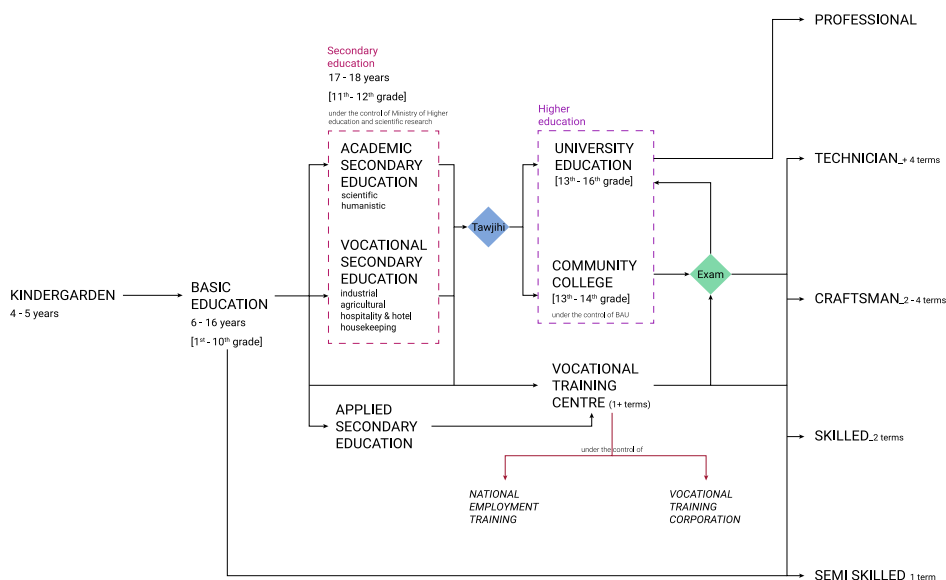 PROFESSIONAL
Secondary
education
17 - 18 years
[11th - 12th grade]
under the control of Ministry of Higher
education and scientific research
Higher
education
ACADEMIC
SECONDARY
EDUCATION
scientific
humanistic
UNIVERSITY
EDUCATION
[13th - 16th grade]
TECHNICIAN_+ 4 terms
Tawjihi
VOCATIONAL
SECONDARY
EDUCATION
industrial
agricultural
hospitality & hotel
housekeeping
COMMUNITY
COLLEGE
[13th - 14th grade]
under the control of BAU
Exam
KINDERGARDEN
4 - 5 years
BASIC
EDUCATION
6 - 16 years
[1st - 10th grade]
CRAFTSMAN_2 - 4 terms
VOCATIONAL
TRAINING
CENTRE (1+ terms)
APPLIED
SECONDARY
EDUCATION
SKILLED_2 terms
under the control of
NATIONAL
EMPLOYMENT
TRAINING
VOCATIONAL
TRAINING
CORPORATION
SEMI SKILLED_1 term